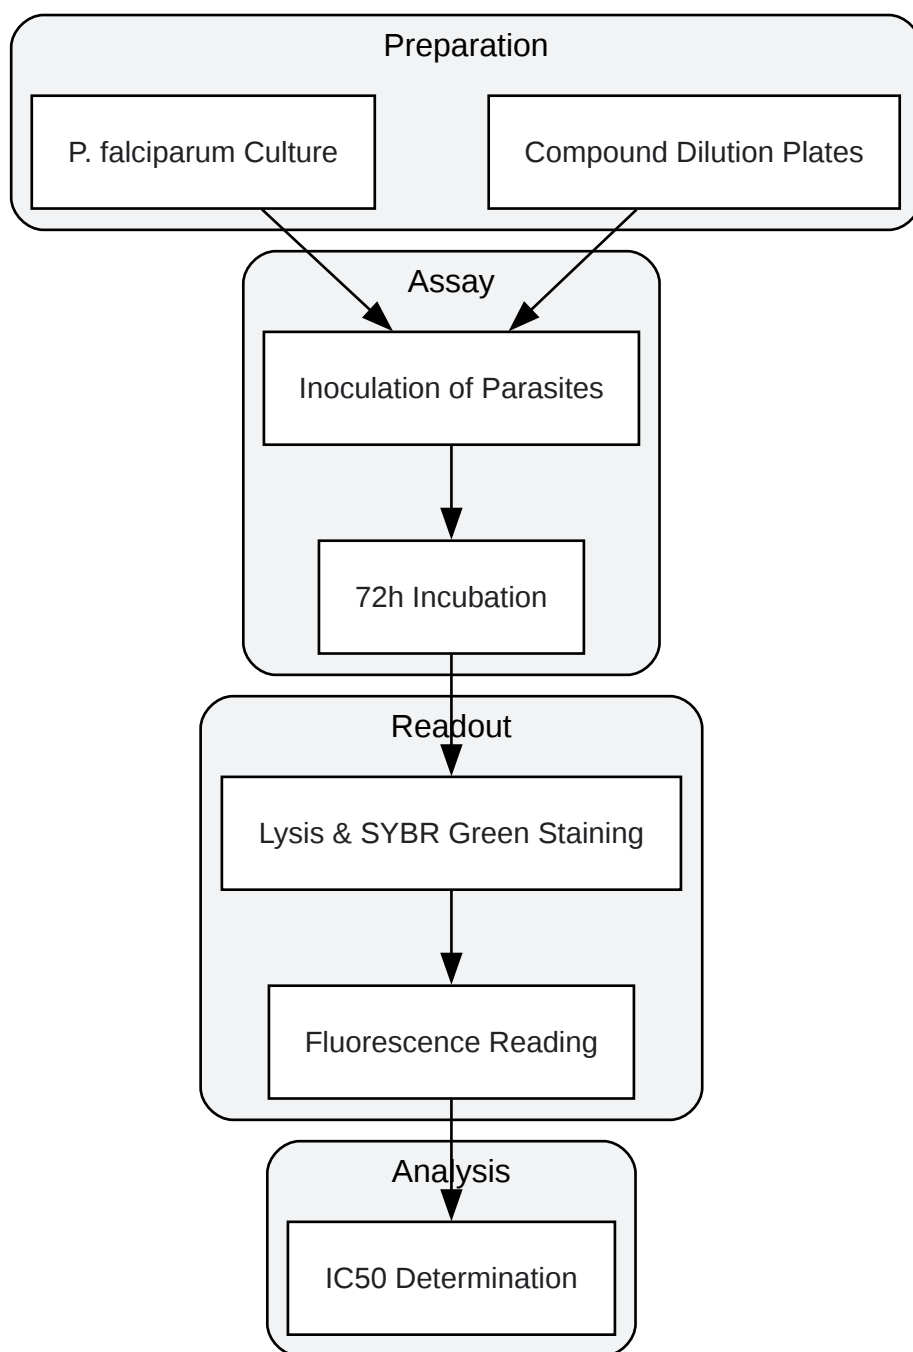 Preparation
P. falciparum Culture
Compound Dilution Plates
Assay
Inoculation of Parasites
72h Incubation
Readout
Lysis & SYBR Green Staining
Fluorescence Reading
Analysis
IC50 Determination